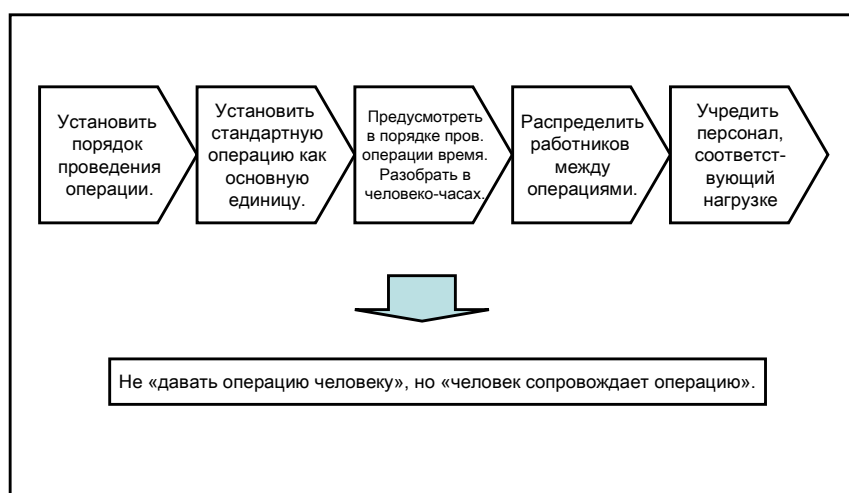 Установить
порядок
проведения
операции.
Установить
стандартную
операцию как
основную
единицу.
Предусмотреть
в порядке пров.
операции время.
Разобрать в
человеко-часах.
Распределить
работников
между
операциями.
Учредить
персонал,
соответст-
вующий
нагрузке
Не «давать операцию человеку», но «человек сопровождает операцию».